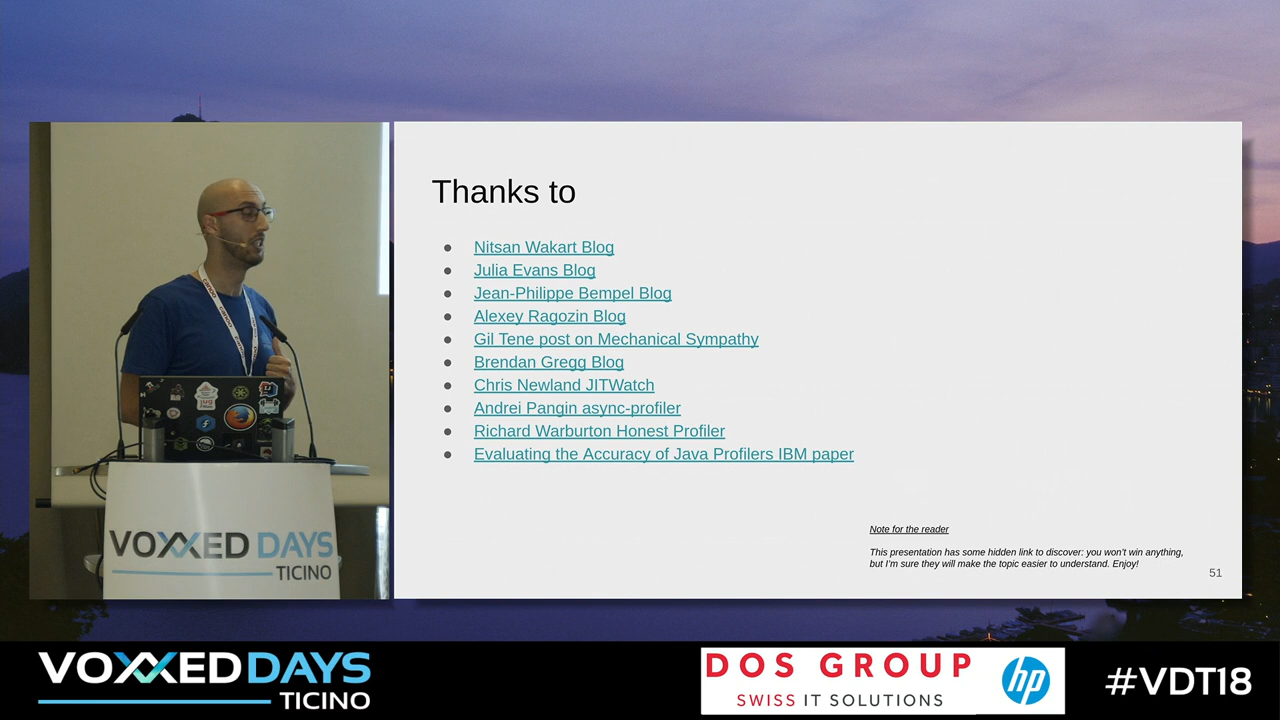 Thanks to
● Nitsan Wakart Blog
● Julia Evans Blog
● Jean-Philippe Bempel Blog
● Alexey Ragozin Blog
● Gil Tene post on Mechanical Sympathy
● Brendan Gregg Blog
● Chris Newland JITWatch
● Andrei Pangin async-profiler
● Richard Warburton Honest Profiler
● Evaluating the Accuracy of Java Profilers IBM paper
Note for the reader
This presentation has some hidden link to discover: you won't win anything,
but I'm sure they will make the topic easier to understand. Enjoy!
51
VOXXED DAYS
TICINO
VOXXED DAYS
TICINO
DOS GROUP
SWISS IT SOLUTIONS
hp
#VDT18